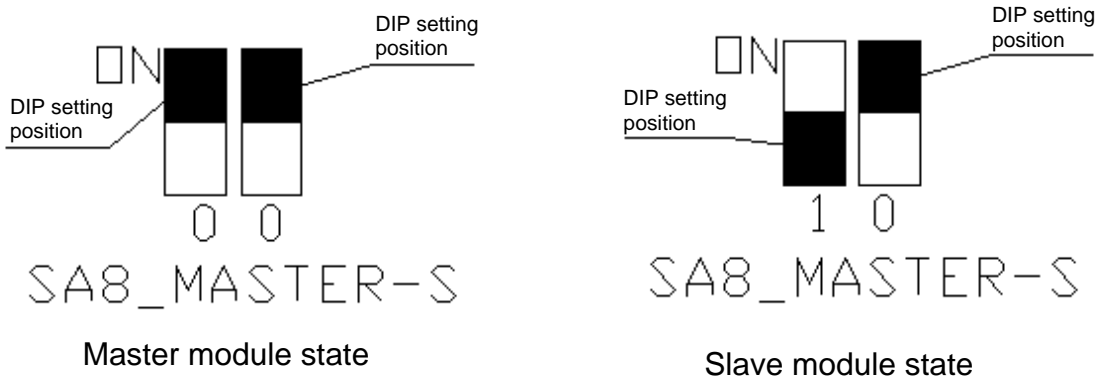 DIP setting
position
ON
DIP setting
position
0 0
SA8_MASTER-S
Master module state
DIP setting
position
ON
DIP setting
position
1 0
SA8_MASTER-S
Slave module state